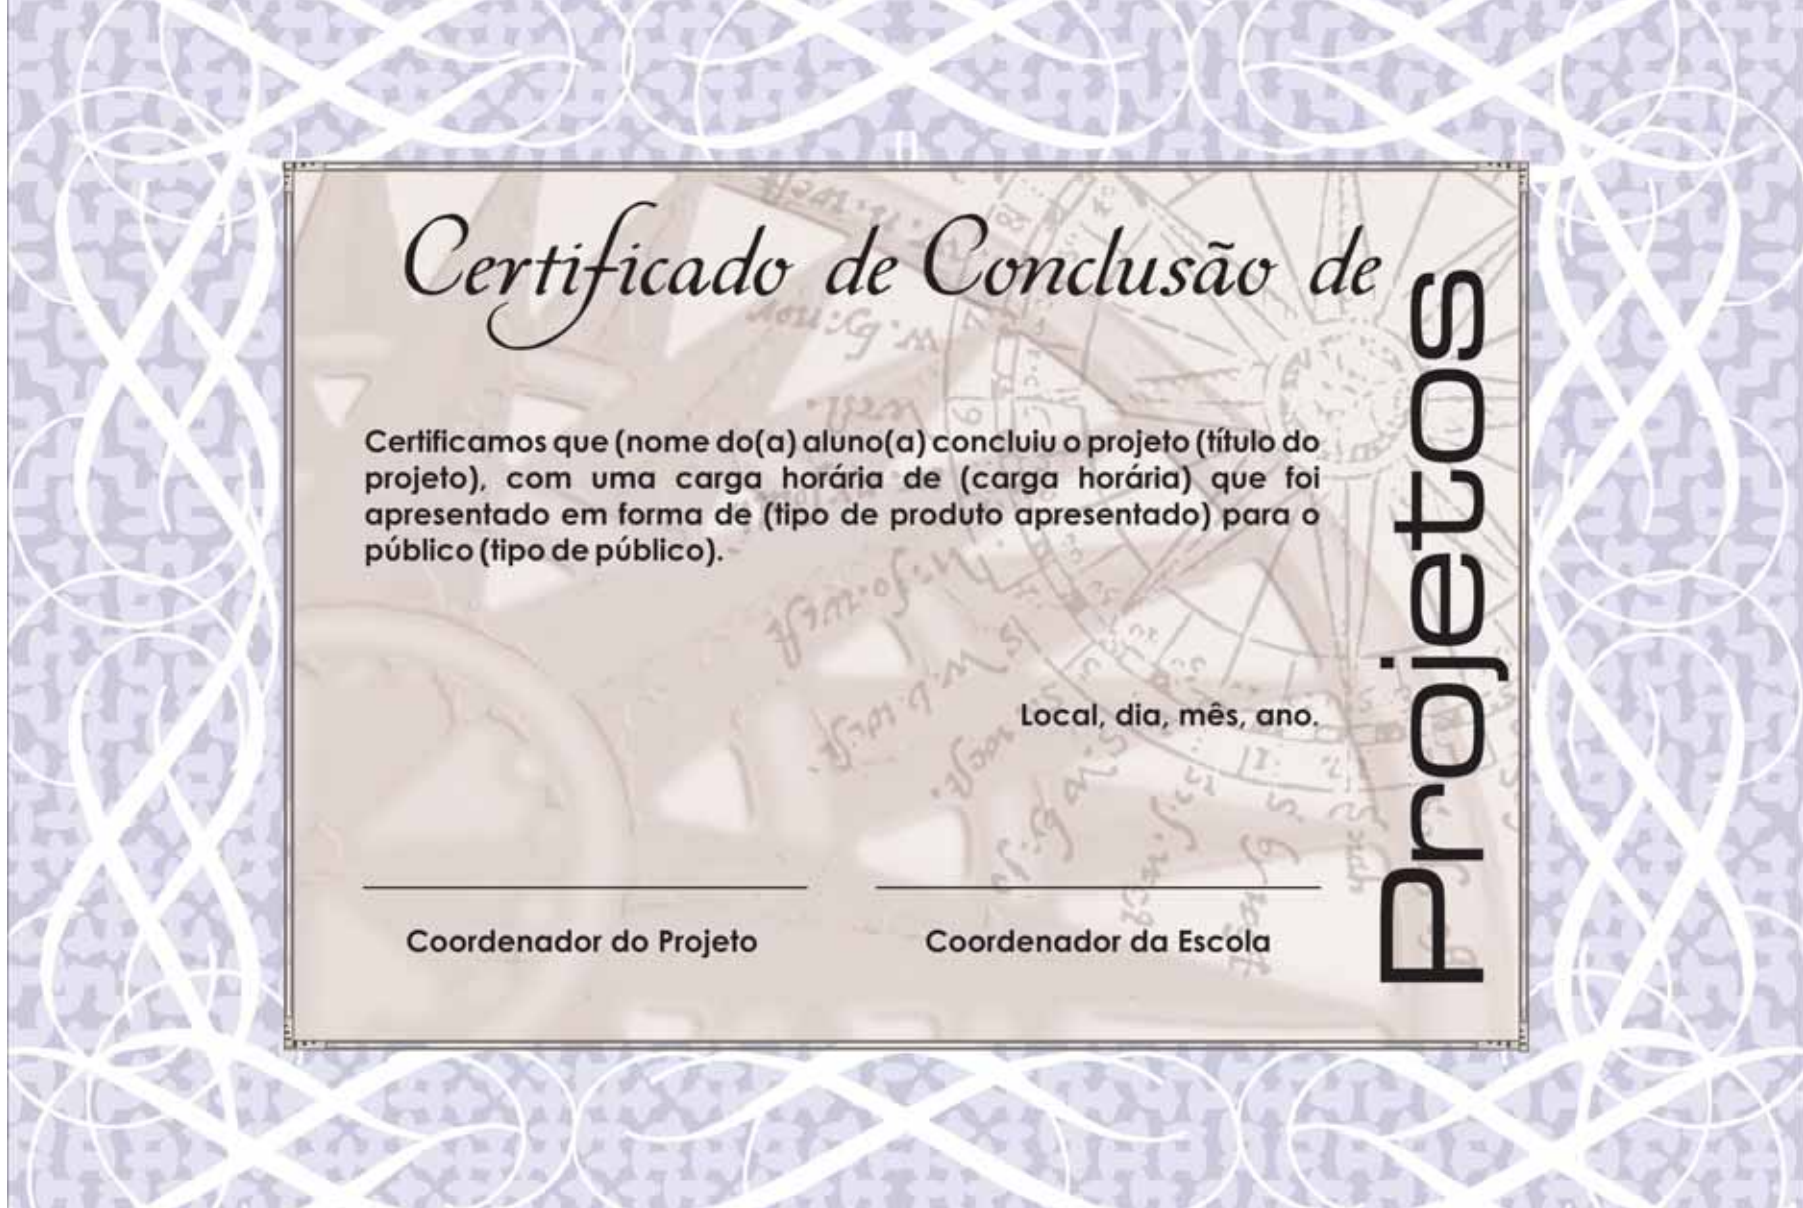 Certificado de Conclusão de
Projetos
Certificamos que (nome do(a) aluno(a) concluiu o projeto (título do
projeto), com uma carga horária de (carga horária) que foi
apresentado em forma de (tipo de produto apresentado) para o
público (tipo de público).
Local, dia, mês, ano.
Coordenador do Projeto
Coordenador da Escola